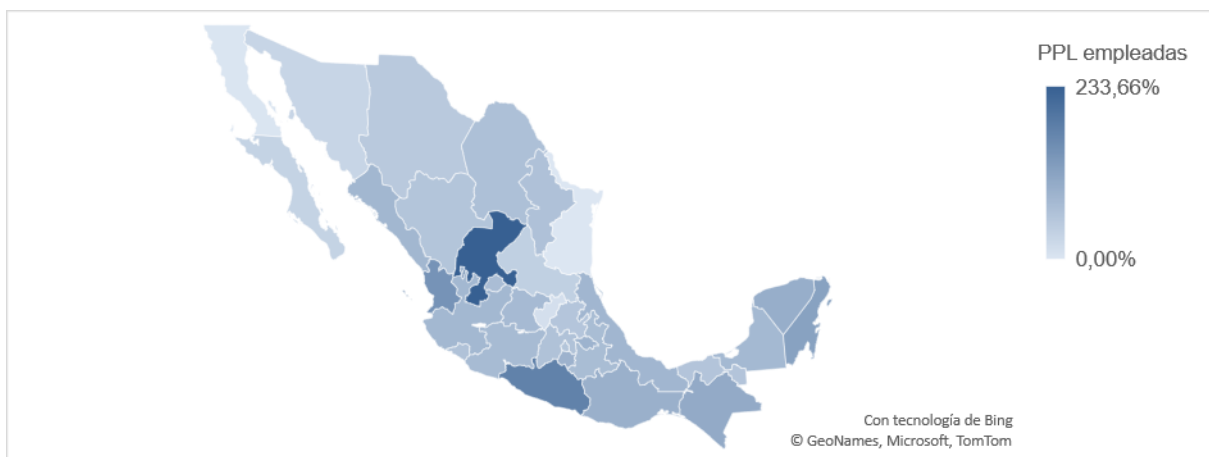 PPL empleadas
233,66%
0,00%
Con tecnología de Bing
© GeoNames, Microsoft, TomTom